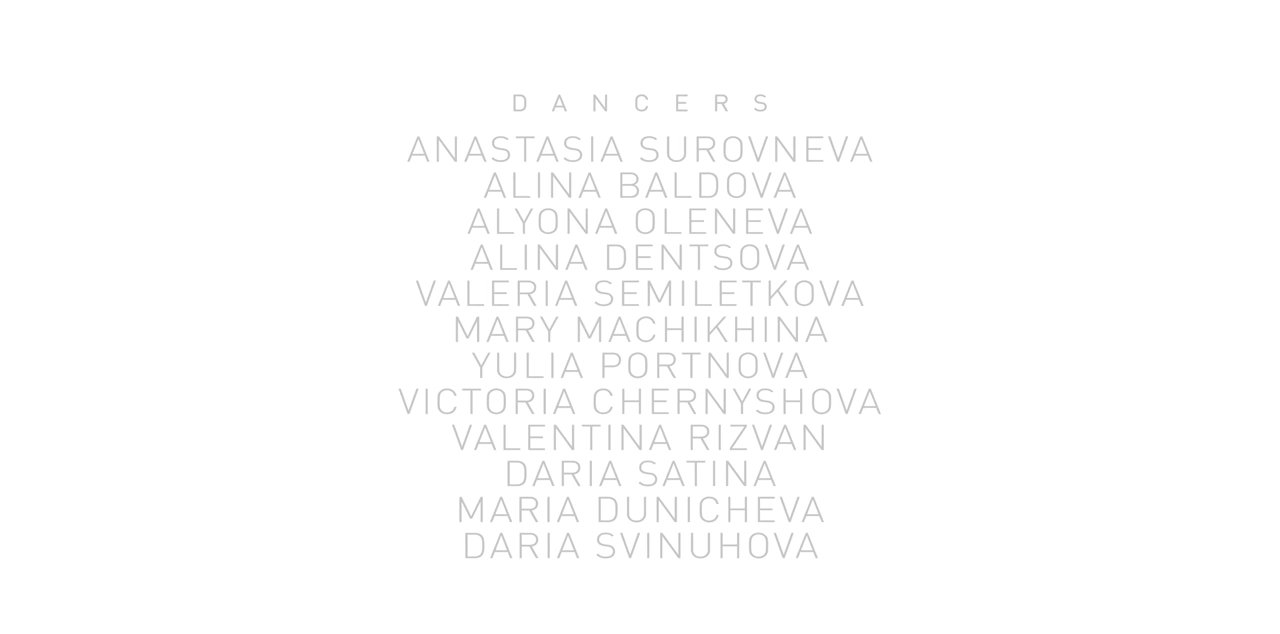 DANCERS
ANASTASIA SUROVNEVA
ALINA BALDOVA
ALYONA OLENEVA
ALINA DENTSOVA
VALERIA SEMILETKOVA
MARY MACHIKHINA
YULIA PORTNOVA
VICTORIA CHERNYSHOVA
VALENTINA RIZVAN
DARIA SATINA
MARIA DUNICHEVA
DARIA SVINUHOVA